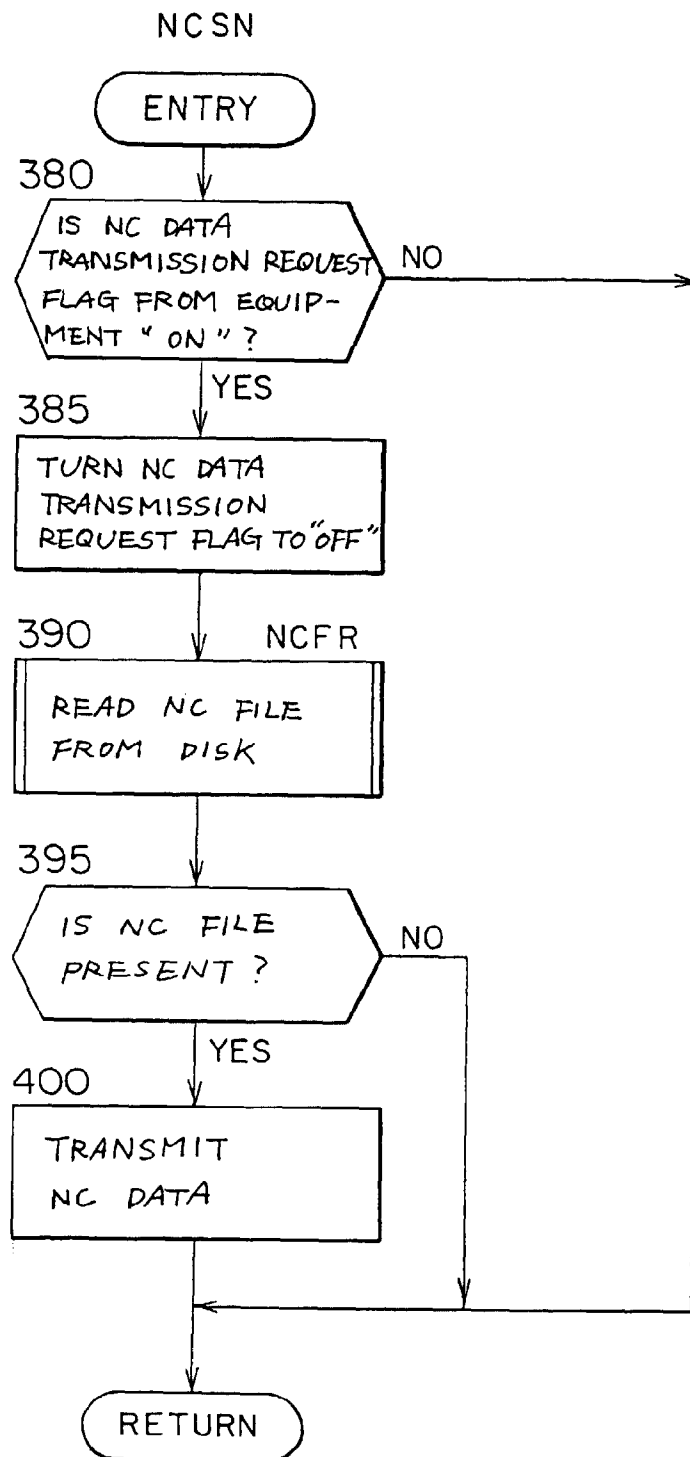 NCSN
ENTRY
380
IS NC DATA
TRANSMISSION REQUEST
FLAG FROM EQUIP-
MENT "ON"?
NO
YES
385
TURN NC DATA
TRANSMISSION
REQUEST FLAG TO "OFF"
390
NCFR
READ NC FILE
FROM DISK
395
IS NC FILE
PRESENT?
NO
YES
400
TRANSMIT
NC DATA
RETURN